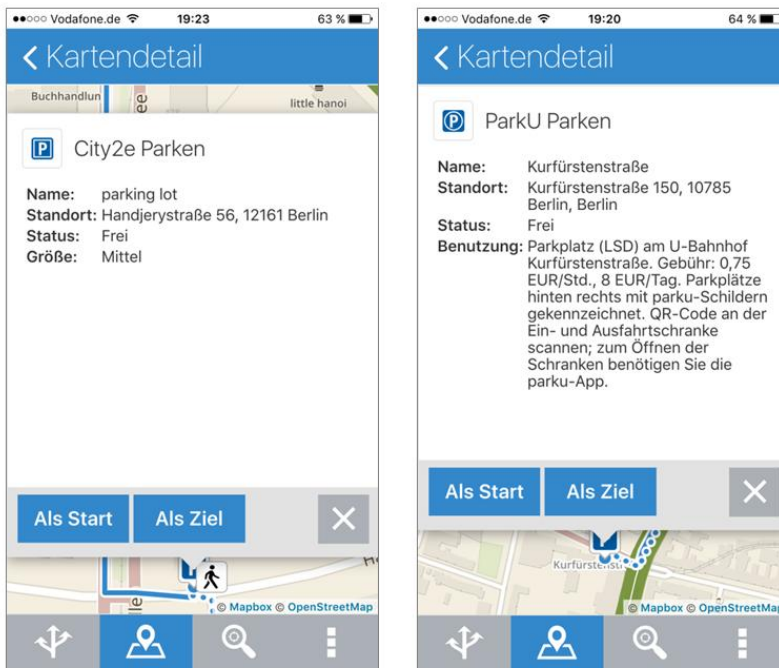 Vodafone.de 19:23 63 %
Kartendetail
Buchhandlun
ee
little hanoi
P
City2e Parken
Name: parking lot
Standort: Handjerystraße 56, 12161 Berlin
Status: Frei
Größe: Mittel
Als Start
Als Ziel
© Mapbox © OpenStreetMap
Vodafone.de 19:20 64 %
Kartendetail
P
ParkU Parken
Name: Kurfürstenstraße
Standort: Kurfürstenstraße 150, 10785
Berlin, Berlin
Status: Frei
Benutzung: Parkplatz (LSD) am U-Bahnhof
Kurfürstenstraße. Gebühr: 0,75
EUR/Std., 8 EUR/Tag. Parkplätze
hinten rechts mit parku-Schildern
gekennzeichnet. QR-Code an der
Ein- und Ausfahrtschranke
scannen; zum Öffnen der
Schranken benötigen Sie die
parku-App.
Als Start
Als Ziel
© Mapbox © OpenStreetMap